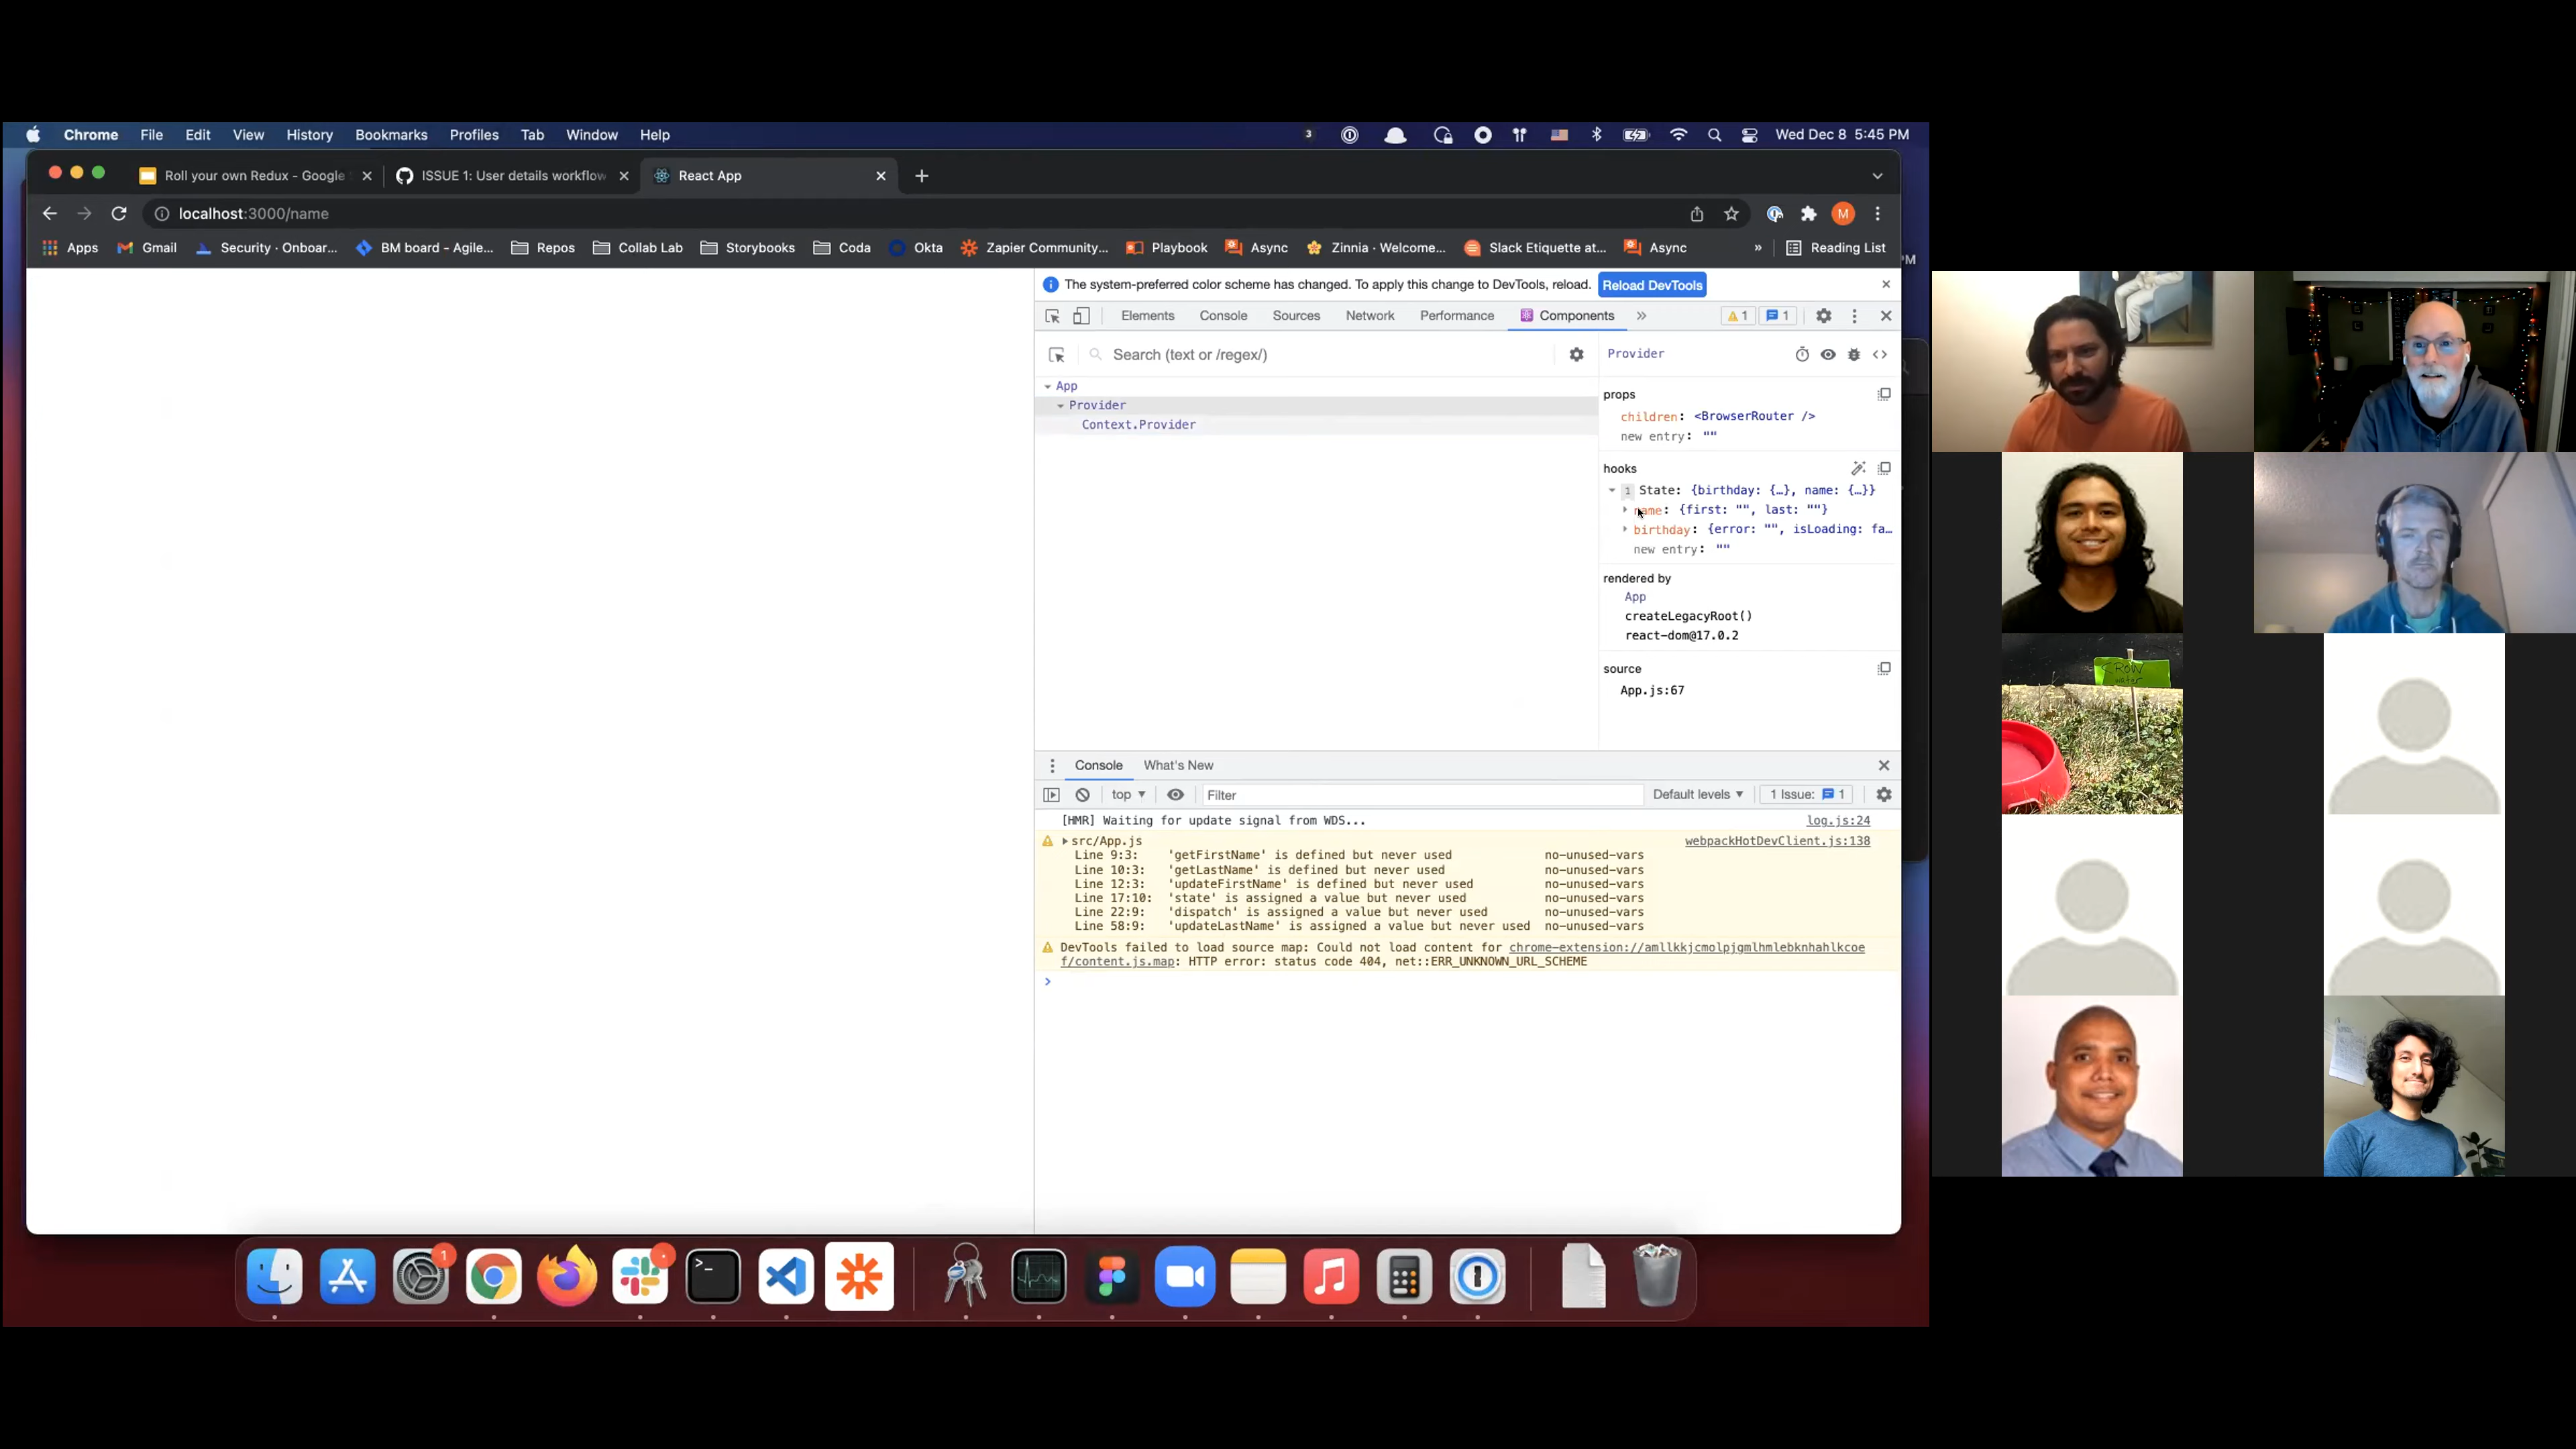 Chrome File Edit View History Bookmarks Profiles Tab Window Help
3 Wed Dec 8 5:45 PM
Roll your own Redux - Google
ISSUE 1: User details workflow
React App
localhost:3000/name
M
Apps Gmail Security · Onboar... BM board - Agile... Repos Collab Lab Storybooks Coda Okta Zapier Community... Playbook Async Zinnia · Welcome... Slack Etiquette at... Async » Reading List
PM
The system-preferred color scheme has changed. To apply this change to DevTools, reload. Reload DevTools
Elements Console Sources Network Performance Components » 1 1
Search (text or /regex/)
App
Provider
Context.Provider
Provider
props
children: <BrowserRouter />
new entry: ""
hooks
1 State: {birthday: {…}, name: {…}}
name: {first: "", last: ""}
birthday: {error: "", isLoading: fa…
new entry: ""
rendered by
App
createLegacyRoot()
react-dom@17.0.2
source
App.js:67
Console What's New
top Filter Default levels 1 Issue: 1
[HMR] Waiting for update signal from WDS... log.js:24
src/App.js webpackHotDevClient.js:138
Line 9:3: 'getFirstName' is defined but never used no-unused-vars
Line 10:3: 'getLastName' is defined but never used no-unused-vars
Line 12:3: 'updateFirstName' is defined but never used no-unused-vars
Line 17:10: 'state' is assigned a value but never used no-unused-vars
Line 22:9: 'dispatch' is assigned a value but never used no-unused-vars
Line 58:9: 'updateLastName' is assigned a value but never used no-unused-vars
DevTools failed to load source map: Could not load content for chrome-extension://amllkkjcmolpjgmlhmlebknhahlkcoe
f/content.js.map: HTTP error: status code 404, net::ERR_UNKNOWN_URL_SCHEME
>
CROW
water
1